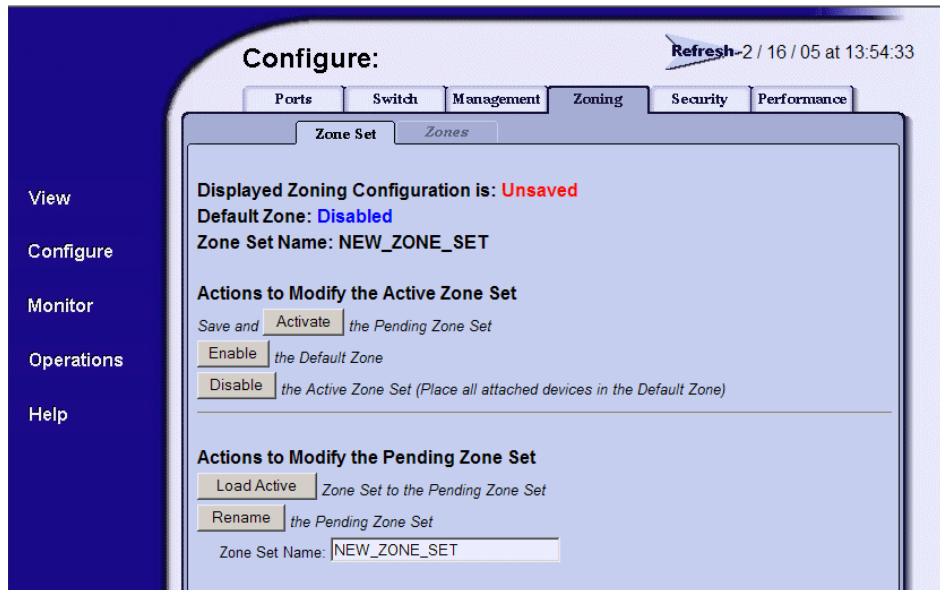 Configure:
Refresh 2 / 16 / 05 at 13:54:33
Ports Switch Management Zoning Security Performance
Zone Set Zones
View
Configure
Monitor
Operations
Help
Displayed Zoning Configuration is: Unsaved
Default Zone: Disabled
Zone Set Name: NEW_ZONE_SET
Actions to Modify the Active Zone Set
Save and Activate the Pending Zone Set
Enable the Default Zone
Disable the Active Zone Set (Place all attached devices in the Default Zone)
Actions to Modify the Pending Zone Set
Load Active Zone Set to the Pending Zone Set
Rename the Pending Zone Set
Zone Set Name: NEW_ZONE_SET